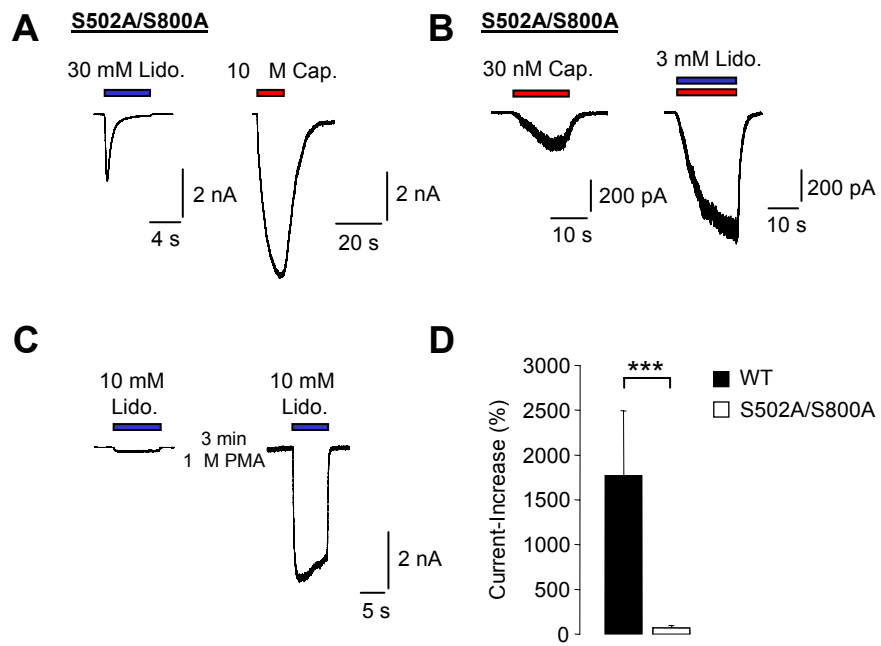 A
S502A/S800A
30 mM Lido.
10 M Cap.
2 nA
4 s
2 nA
20 s
B
S502A/S800A
30 nM Cap.
3 mM Lido.
200 pA
10 s
200 pA
10 s
C
10 mM
Lido.
3 min
1 M PMA
10 mM
Lido.
2 nA
5 s
D
Current-Increase (%)
3000
2500
2000
1500
1000
500
0
***
WT
S502A/S800A